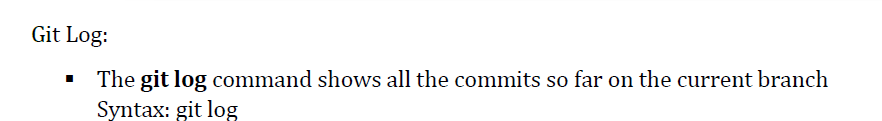 Git Log:
▪ The git log command shows all the commits so far on the current branch
Syntax: git log